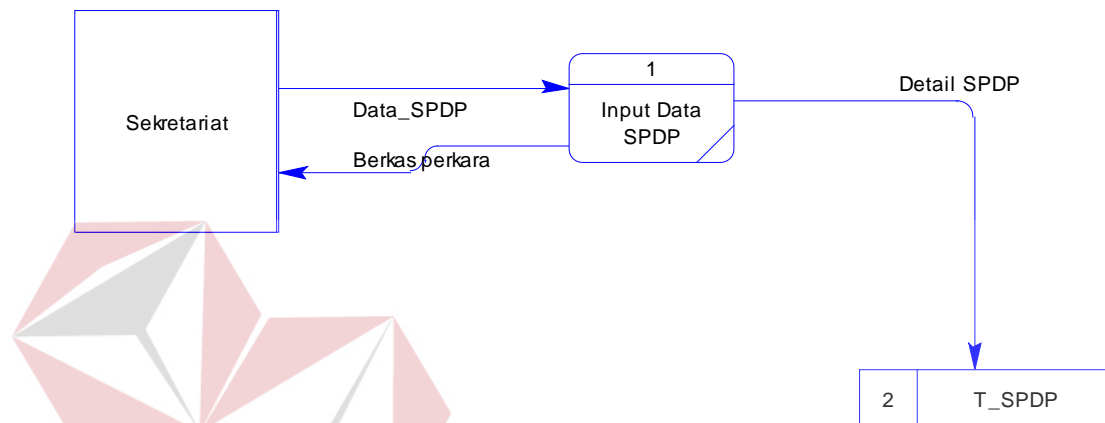 Sekretariat
Data_SPDP
Berkas perkara
1
Input Data
SPDP
Detail SPDP
2
T_SPDP